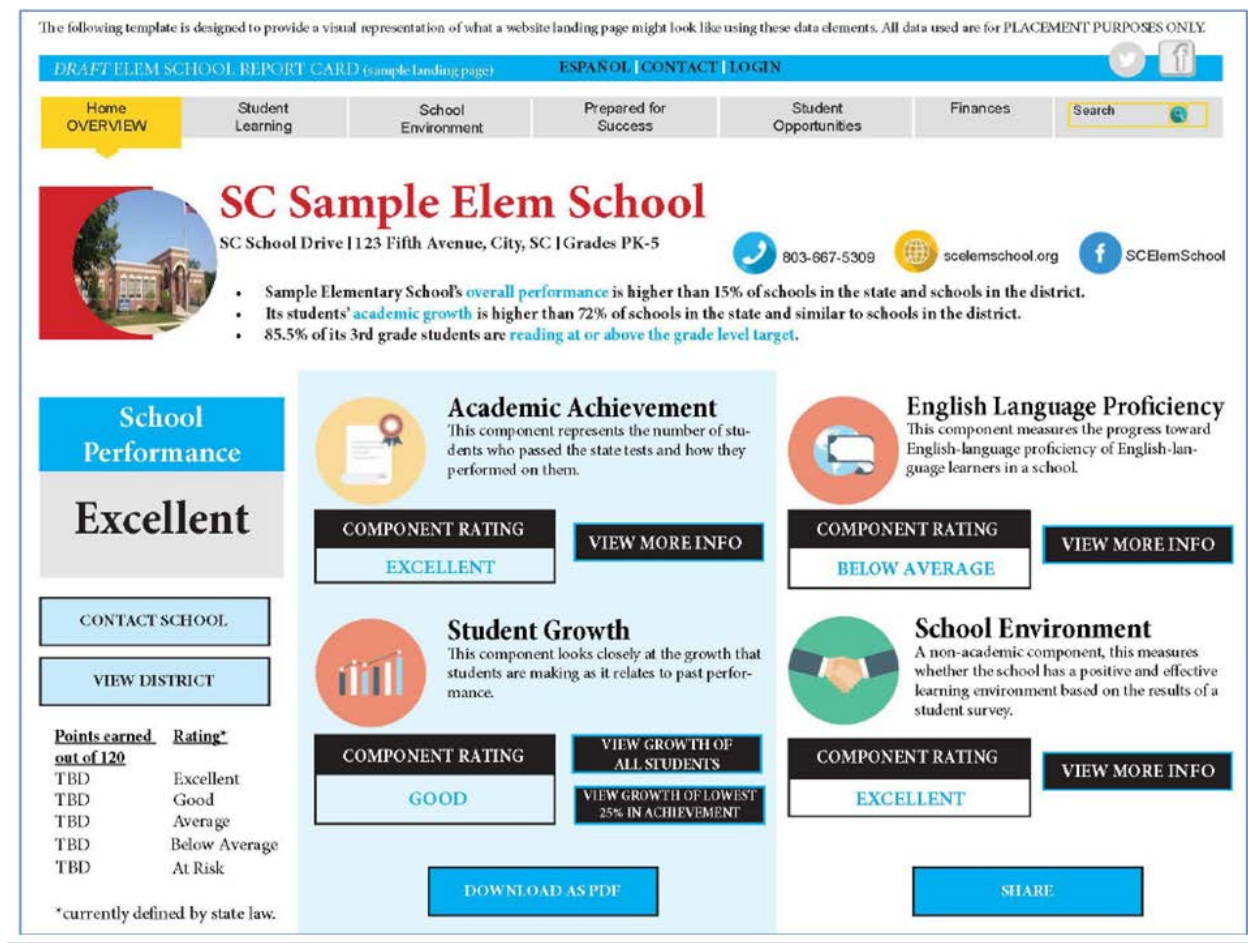 The following template is designed to provide a visual representation of what a website landing page might look like using these data elements. All data used are for PLACEMENT PURPOSES ONLY.
DRAFT ELEM SCHOOL REPORT CARD (sample landing page)
ESPAÑOL | CONTACT | LOGIN
Home
OVERVIEW
Student
Learning
School
Environment
Prepared for
Success
Student
Opportunities
Finances
Search
SC Sample Elem School
SC School Drive | 123 Fifth Avenue, City, SC | Grades PK-5
803-667-5309
scelemschool.org
SCElemSchool
• Sample Elementary School's overall performance is higher than 15% of schools in the state and schools in the district.
• Its students' academic growth is higher than 72% of schools in the state and similar to schools in the district.
• 85.5% of its 3rd grade students are reading at or above the grade level target.
School
Performance
Excellent
CONTACT SCHOOL
VIEW DISTRICT
Points earned Rating*
out of 120
TBD Excellent
TBD Good
TBD Average
TBD Below Average
TBD At Risk
*currently defined by state law.
Academic Achievement
This component represents the number of stu-
dents who passed the state tests and how they
performed on them.
COMPONENT RATING
EXCELLENT
VIEW MORE INFO
English Language Proficiency
This component measures the progress toward
English-language proficiency of English-lan-
guage learners in a school.
COMPONENT RATING
BELOW AVERAGE
VIEW MORE INFO
Student Growth
This component looks closely at the growth that
students are making as it relates to past perfor-
mance.
COMPONENT RATING
GOOD
VIEW GROWTH OF
ALL STUDENTS
VIEW GROWTH OF LOWEST
25% IN ACHIEVEMENT
School Environment
A non-academic component, this measures
whether the school has a positive and effective
learning environment based on the results of a
student survey.
COMPONENT RATING
EXCELLENT
VIEW MORE INFO
DOWNLOAD AS PDF
SHARE